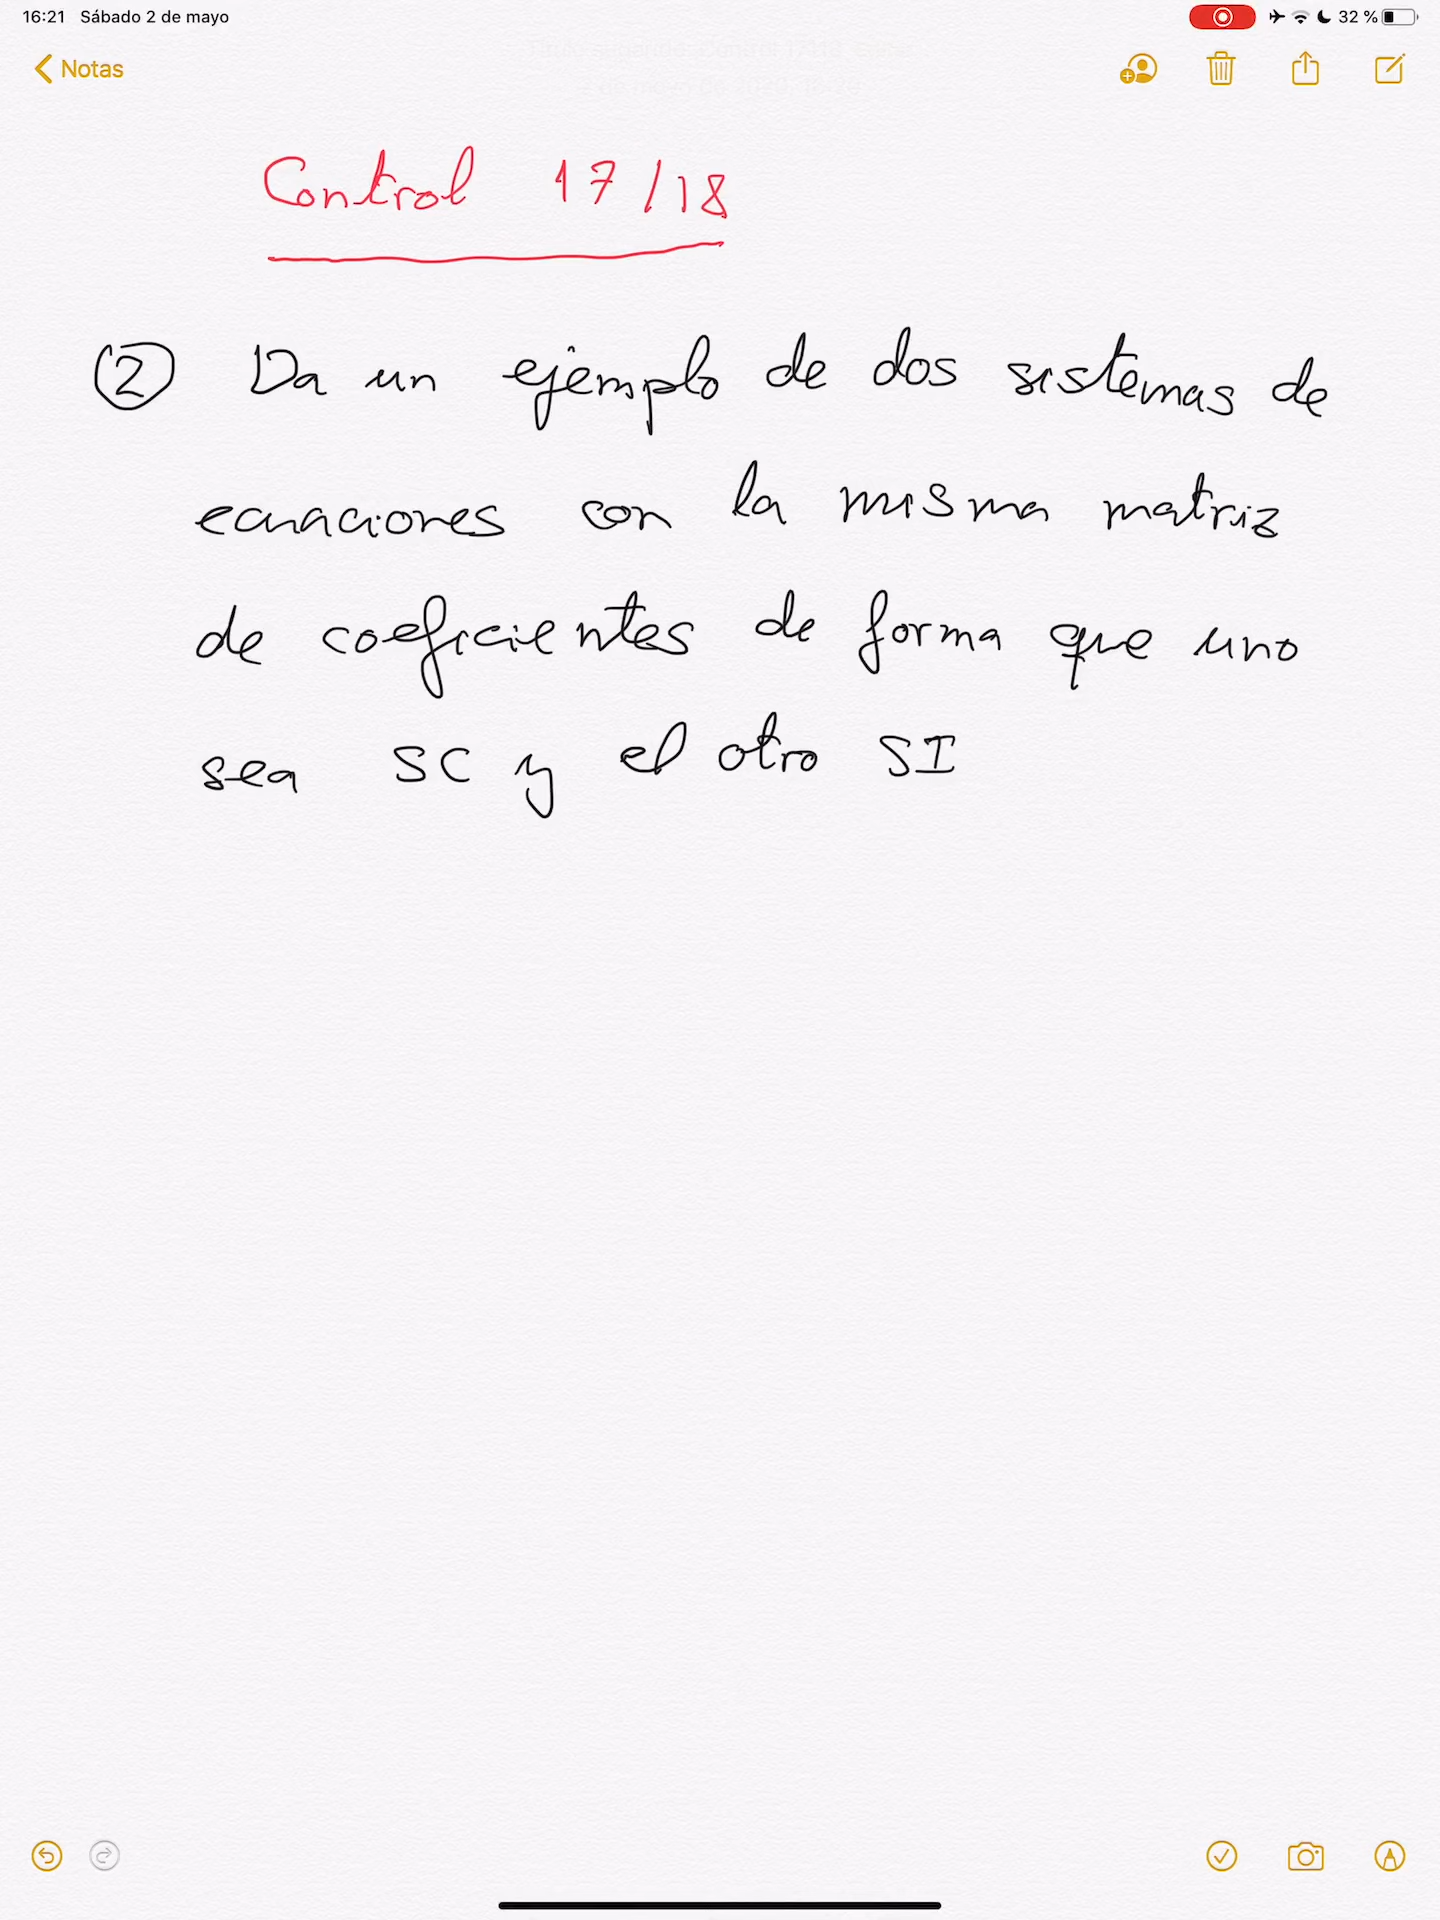 16:21 Sábado 2 de mayo 32 %
Notas
Control 17/18
② Da un ejemplo de dos sistemas de
ecuaciones con la misma matriz
de coeficientes de forma que uno
sea SC y el otro SI